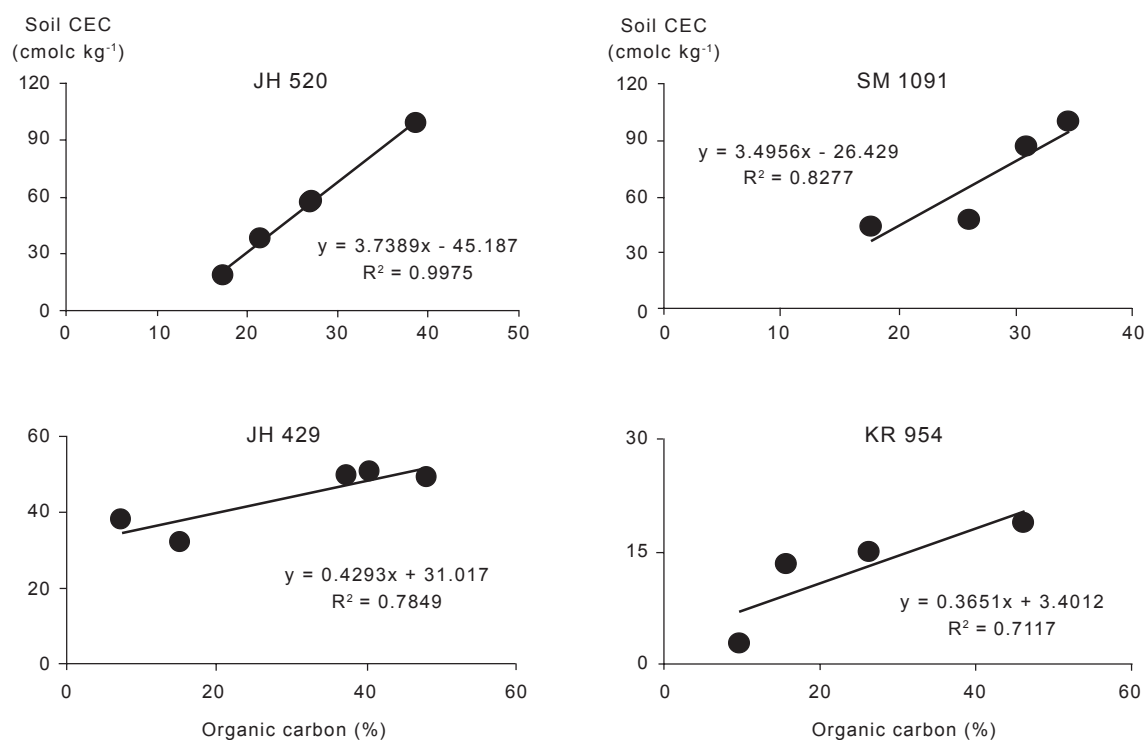 Soil CEC
(cmolc kg⁻¹)
JH 520
120
90
60
30
0
y = 3.7389x - 45.187
R² = 0.9975
0 10 20 30 40 50
Soil CEC
(cmolc kg⁻¹)
SM 1091
120
90
60
30
0
y = 3.4956x - 26.429
R² = 0.8277
0 10 20 30 40
JH 429
60
40
20
0
y = 0.4293x + 31.017
R² = 0.7849
0 20 40 60
Organic carbon (%)
KR 954
30
15
0
y = 0.3651x + 3.4012
R² = 0.7117
0 20 40 60
Organic carbon (%)